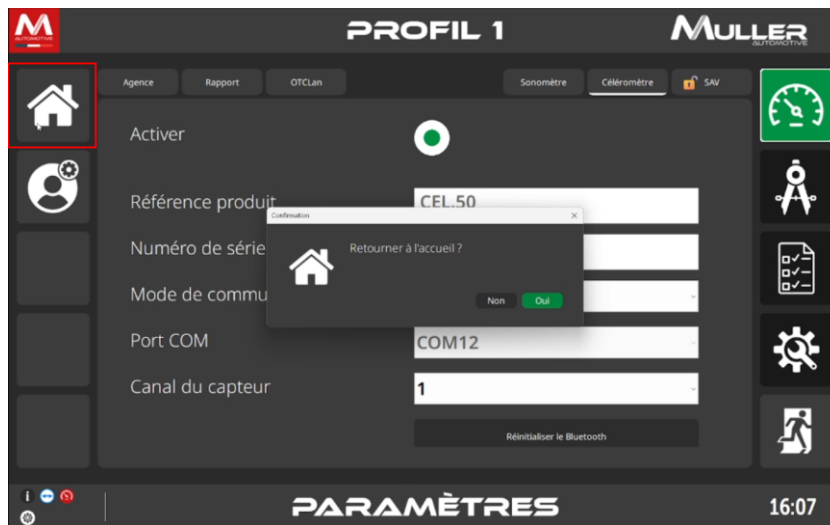 AUTOMOTIVE
PROFIL 1
MULLER
AUTOMOTIVE
Agence
Rapport
OTCLan
Sonomètre
Céléromètre
SAV
Activer
Référence produit
CEL.50
Confirmation
Retourner à l'accueil ?
Non
Oui
Numéro de série
Mode de commu
Port COM
COM12
Canal du capteur
1
Réinitialiser le Bluetooth
PARAMÈTRES
16:07